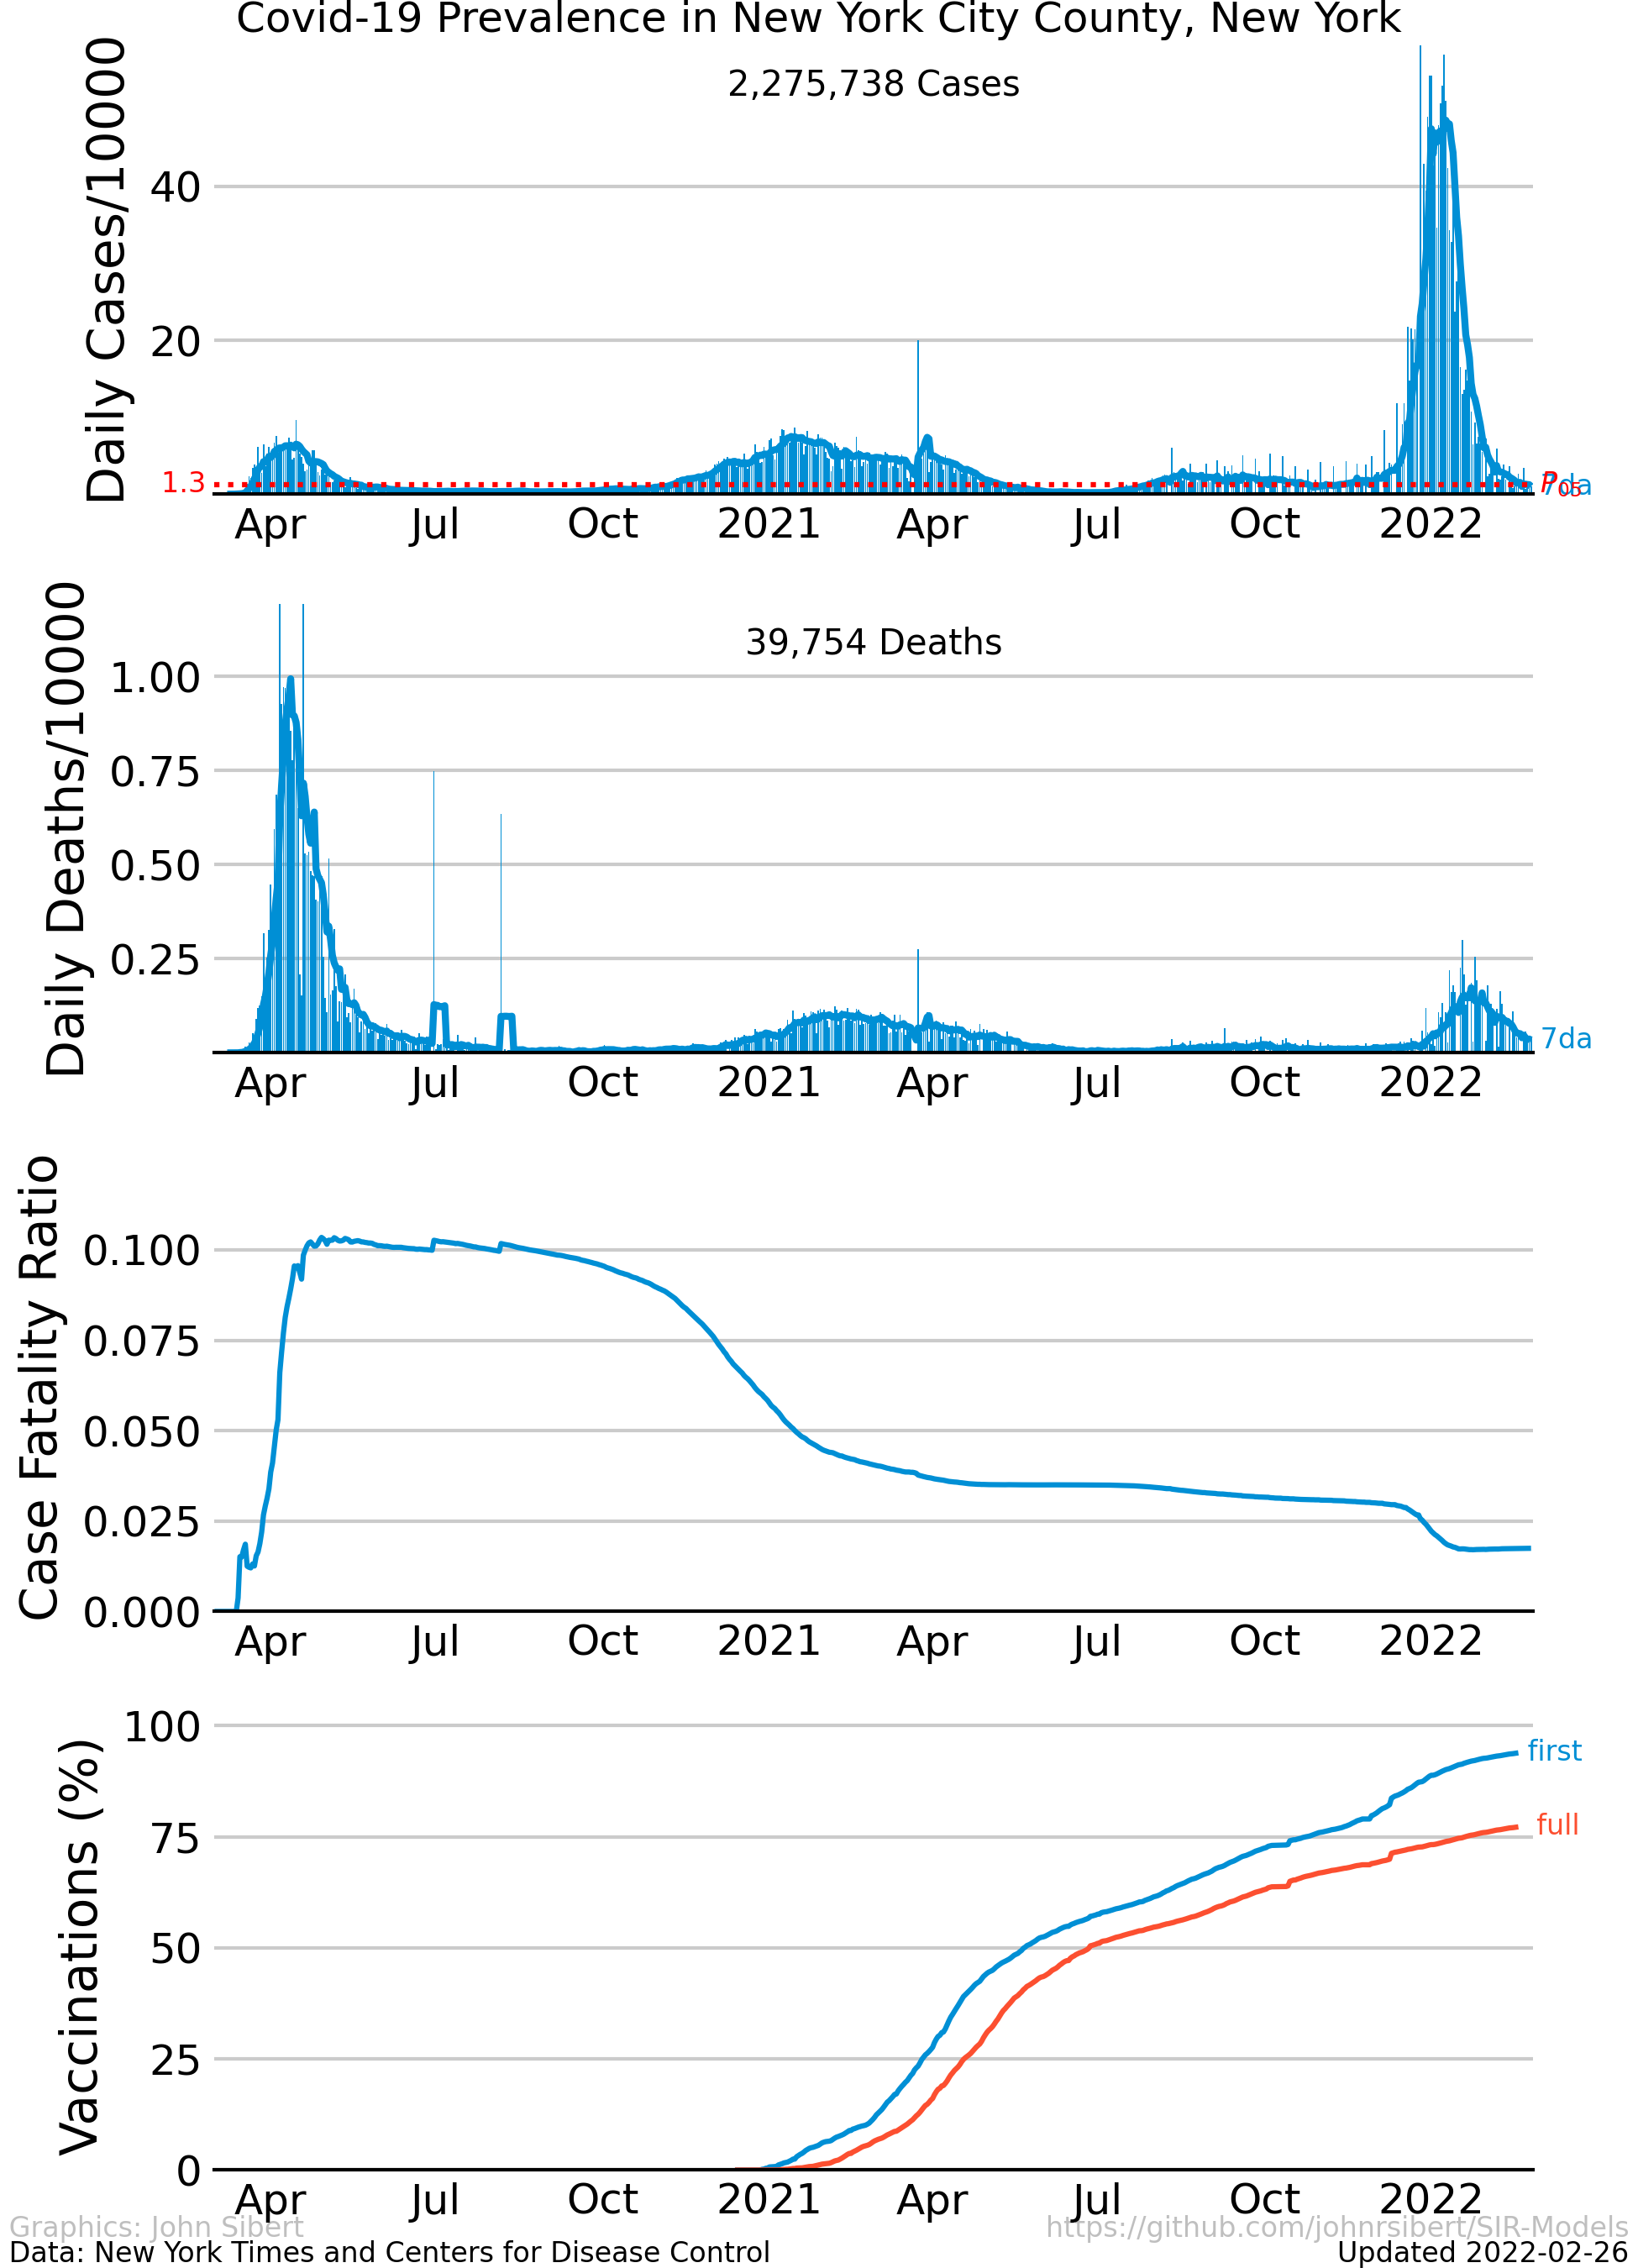 Covid-19 Prevalence in New York City County, New York
2,275,738 Cases
Daily Cases/10000
40
20
1.3
P05
7da
Apr Jul Oct 2021 Apr Jul Oct 2022
39,754 Deaths
Daily Deaths/10000
1.00
0.75
0.50
0.25
7da
Apr Jul Oct 2021 Apr Jul Oct 2022
Case Fatality Ratio
0.100
0.075
0.050
0.025
0.000
Apr Jul Oct 2021 Apr Jul Oct 2022
Vaccinations (%)
100
75
50
25
0
first
full
Apr Jul Oct 2021 Apr Jul Oct 2022
Graphics: John Sibert https://github.com/johnrsibert/SIR-Models
Data: New York Times and Centers for Disease Control Updated 2022-02-26